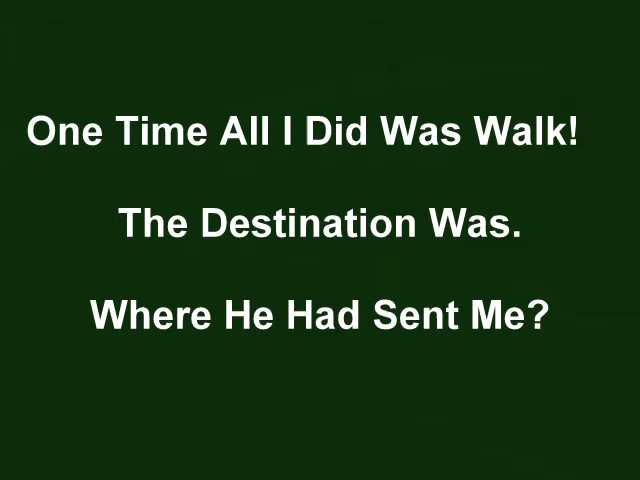 One Time All I Did Was Walk!
The Destination Was.
Where He Had Sent Me?